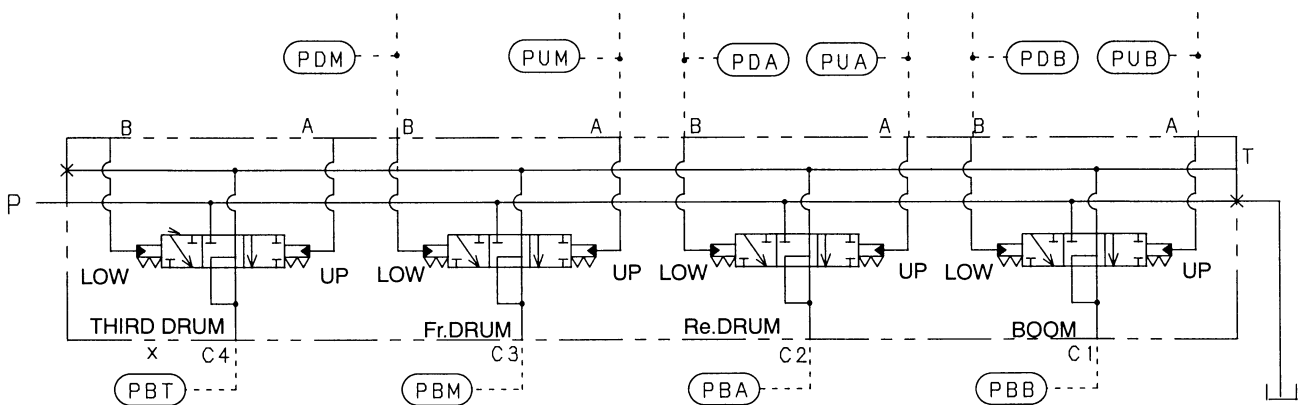 PDM PUM PDA PUA PDB PUB
B A B A B A B A
T
P
LOW UP LOW UP LOW UP LOW UP
THIRD DRUM Fr.DRUM Re.DRUM BOOM
x C4 C3 C2 C1
PBT PBM PBA PBB